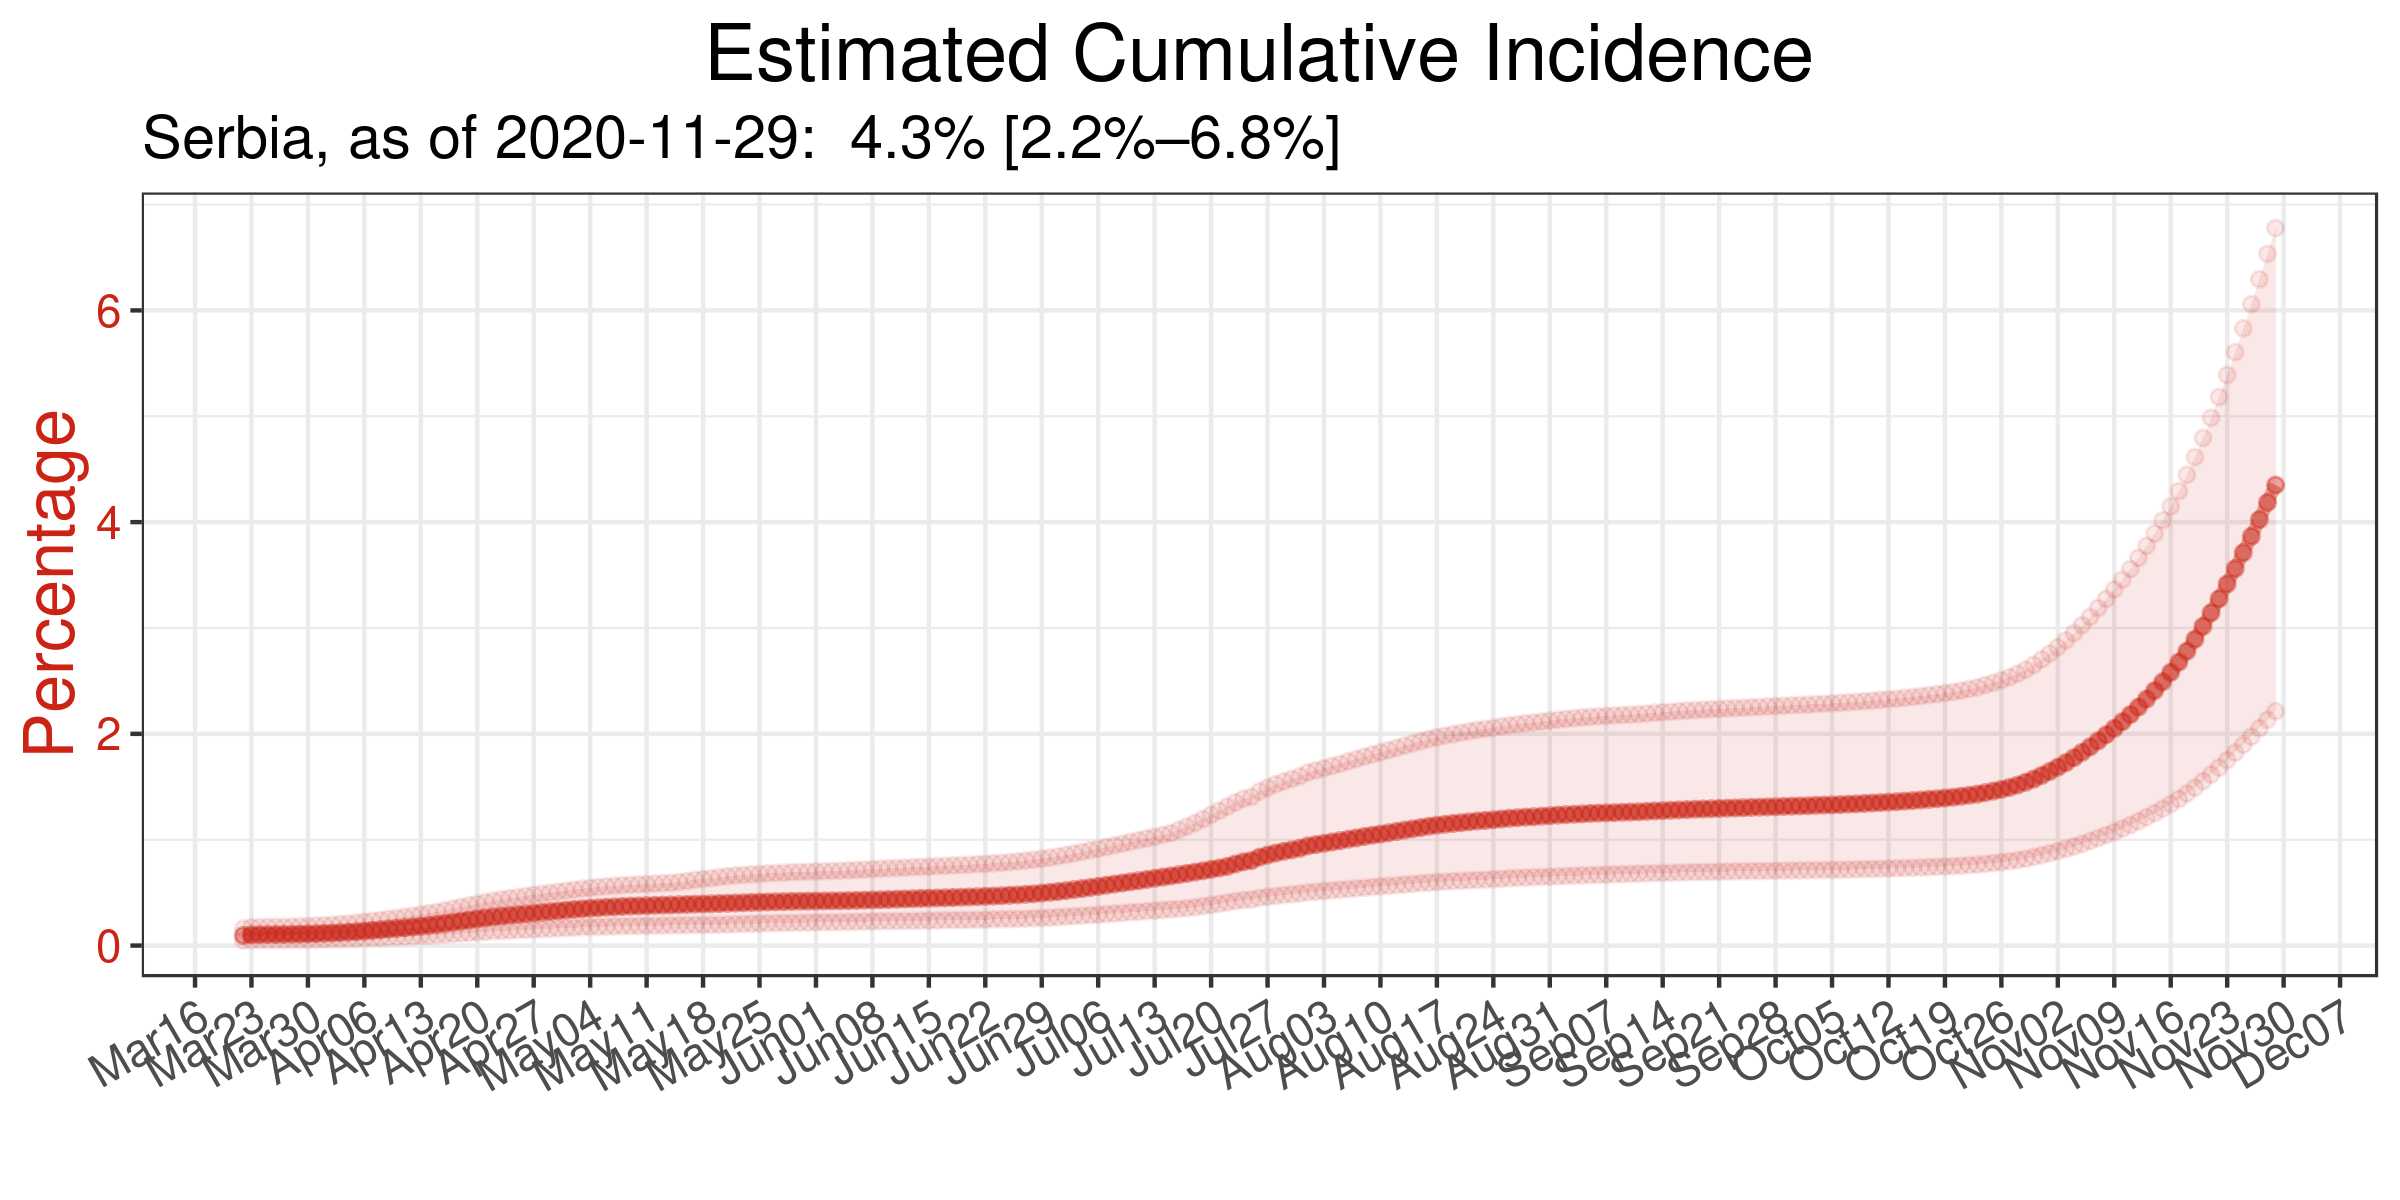 Estimated Cumulative Incidence
Serbia, as of 2020-11-29:  4.3% [2.2%–6.8%]
Percentage
6
4
2
0
Mar16
Mar23
Mar30
Apr06
Apr13
Apr20
Apr27
May04
May11
May18
May25
Jun01
Jun08
Jun15
Jun22
Jun29
Jul06
Jul13
Jul20
Jul27
Aug03
Aug10
Aug17
Aug24
Aug31
Sep07
Sep14
Sep21
Sep28
Oct05
Oct12
Oct19
Oct26
Nov02
Nov09
Nov16
Nov23
Nov30
Dec07